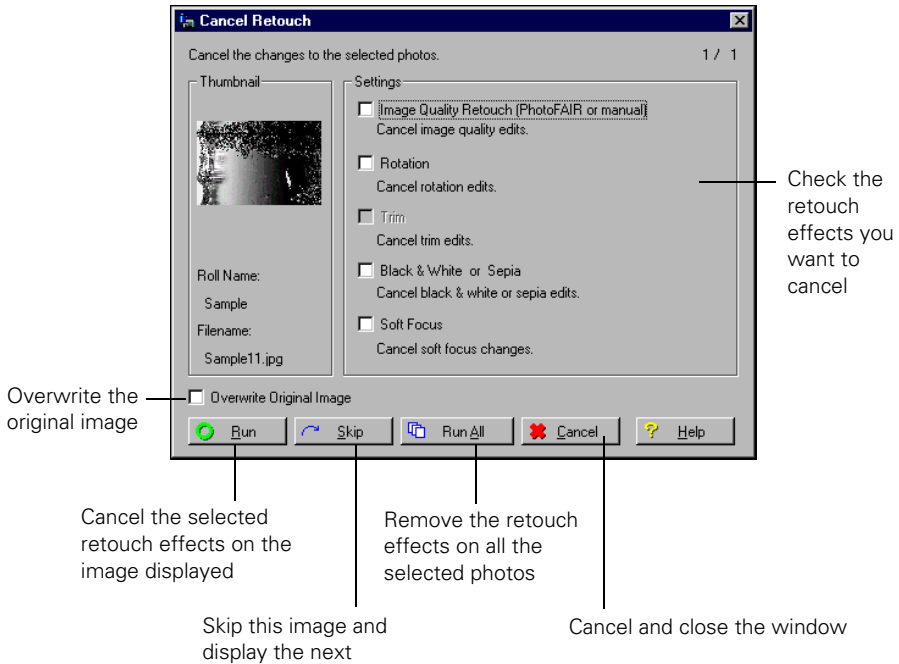 Cancel Retouch
Cancel the changes to the selected photos.
1 / 1
Thumbnail
Settings
Image Quality Retouch (PhotoFAIR or manual)
Cancel image quality edits.
Rotation
Cancel rotation edits.
Trim
Cancel trim edits.
Black & White or Sepia
Cancel black & white or sepia edits.
Soft Focus
Cancel soft focus changes.
Roll Name:
Sample
Filename:
Sample11.jpg
Check the
retouch
effects you
want to
cancel
Overwrite the
original image
Overwrite Original Image
Run
Skip
Run All
Cancel
Help
Cancel the selected
retouch effects on the
image displayed
Remove the retouch
effects on all the
selected photos
Skip this image and
display the next
Cancel and close the window